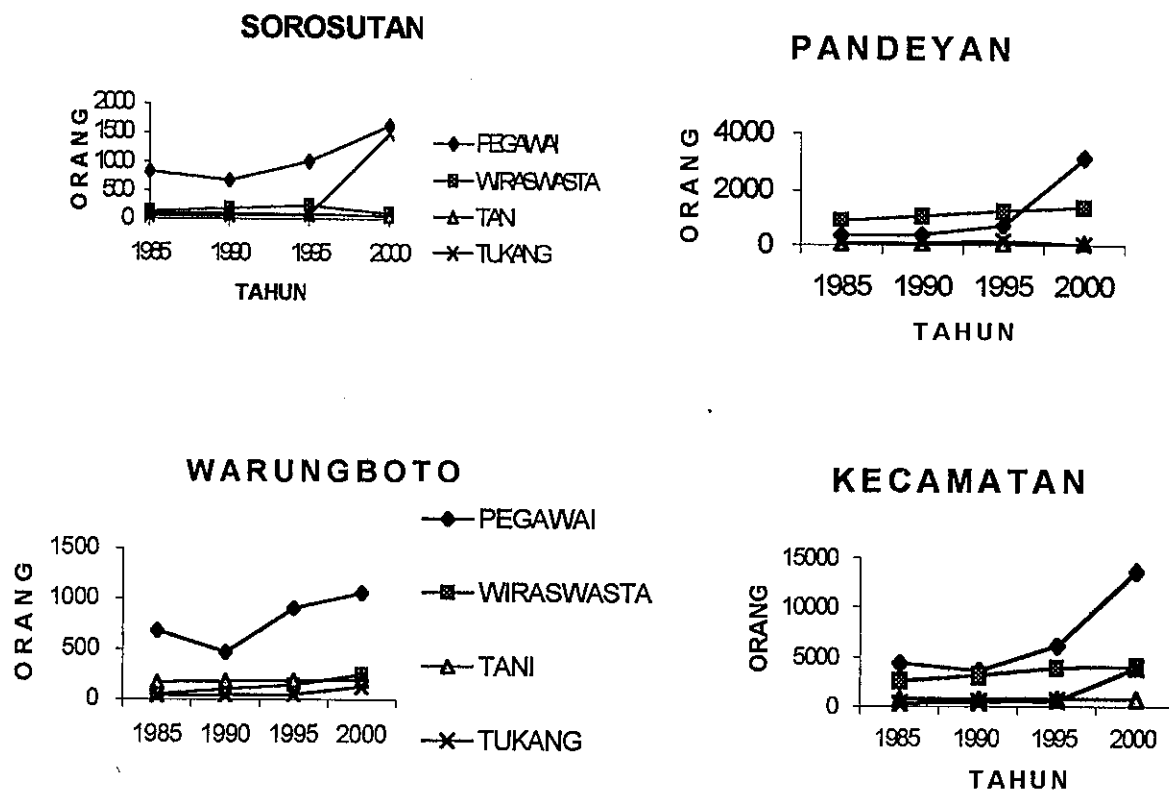 SOROSUTAN
ORANG
2000
1500
1000
500
0
1985 1990 1995 2000
TAHUN
PEGAWAI
WIRASWASTA
TANI
TUKANG
PANDEYAN
ORANG
4000
2000
0
1985 1990 1995 2000
TAHUN
WARUNGBOTO
ORANG
1500
1000
500
0
1985 1990 1995 2000
PEGAWAI
WIRASWASTA
TANI
TUKANG
KECAMATAN
ORANG
15000
10000
5000
0
1985 1990 1995 2000
TAHUN